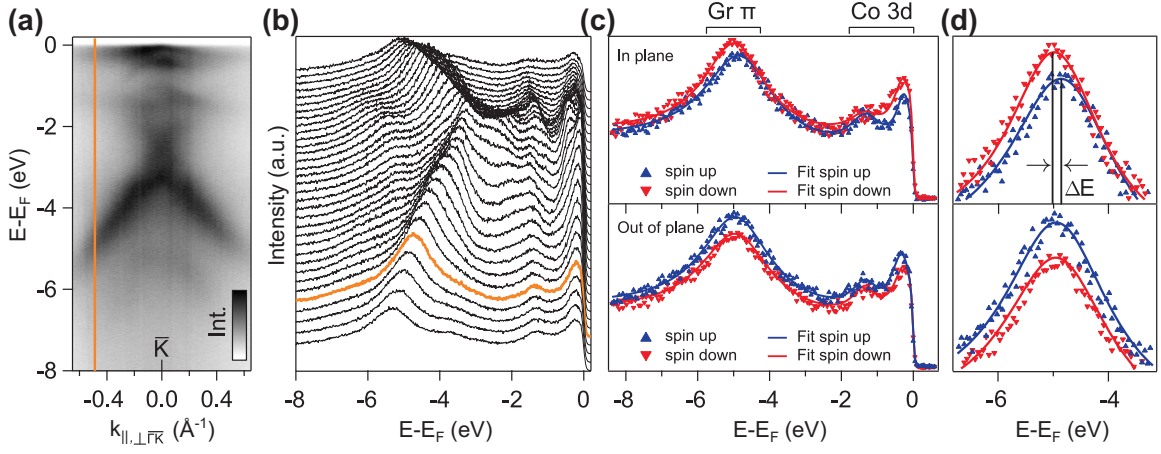 (a)
0
-2
-4
-6
-8
E-E_F (eV)
Int.
K̅
-0.4
0.0
0.4
k_||,⊥Γ̅K̅ (Å⁻¹)
(b)
Intensity (a.u.)
-8
-6
-4
-2
0
E-E_F (eV)
(c)
Gr π
Co 3d
In plane
spin up
Fit spin up
spin down
Fit spin down
Out of plane
spin up
Fit spin up
spin down
Fit spin down
-8
-6
-4
-2
0
E-E_F (eV)
(d)
ΔE
-6
-4
E-E_F (eV)